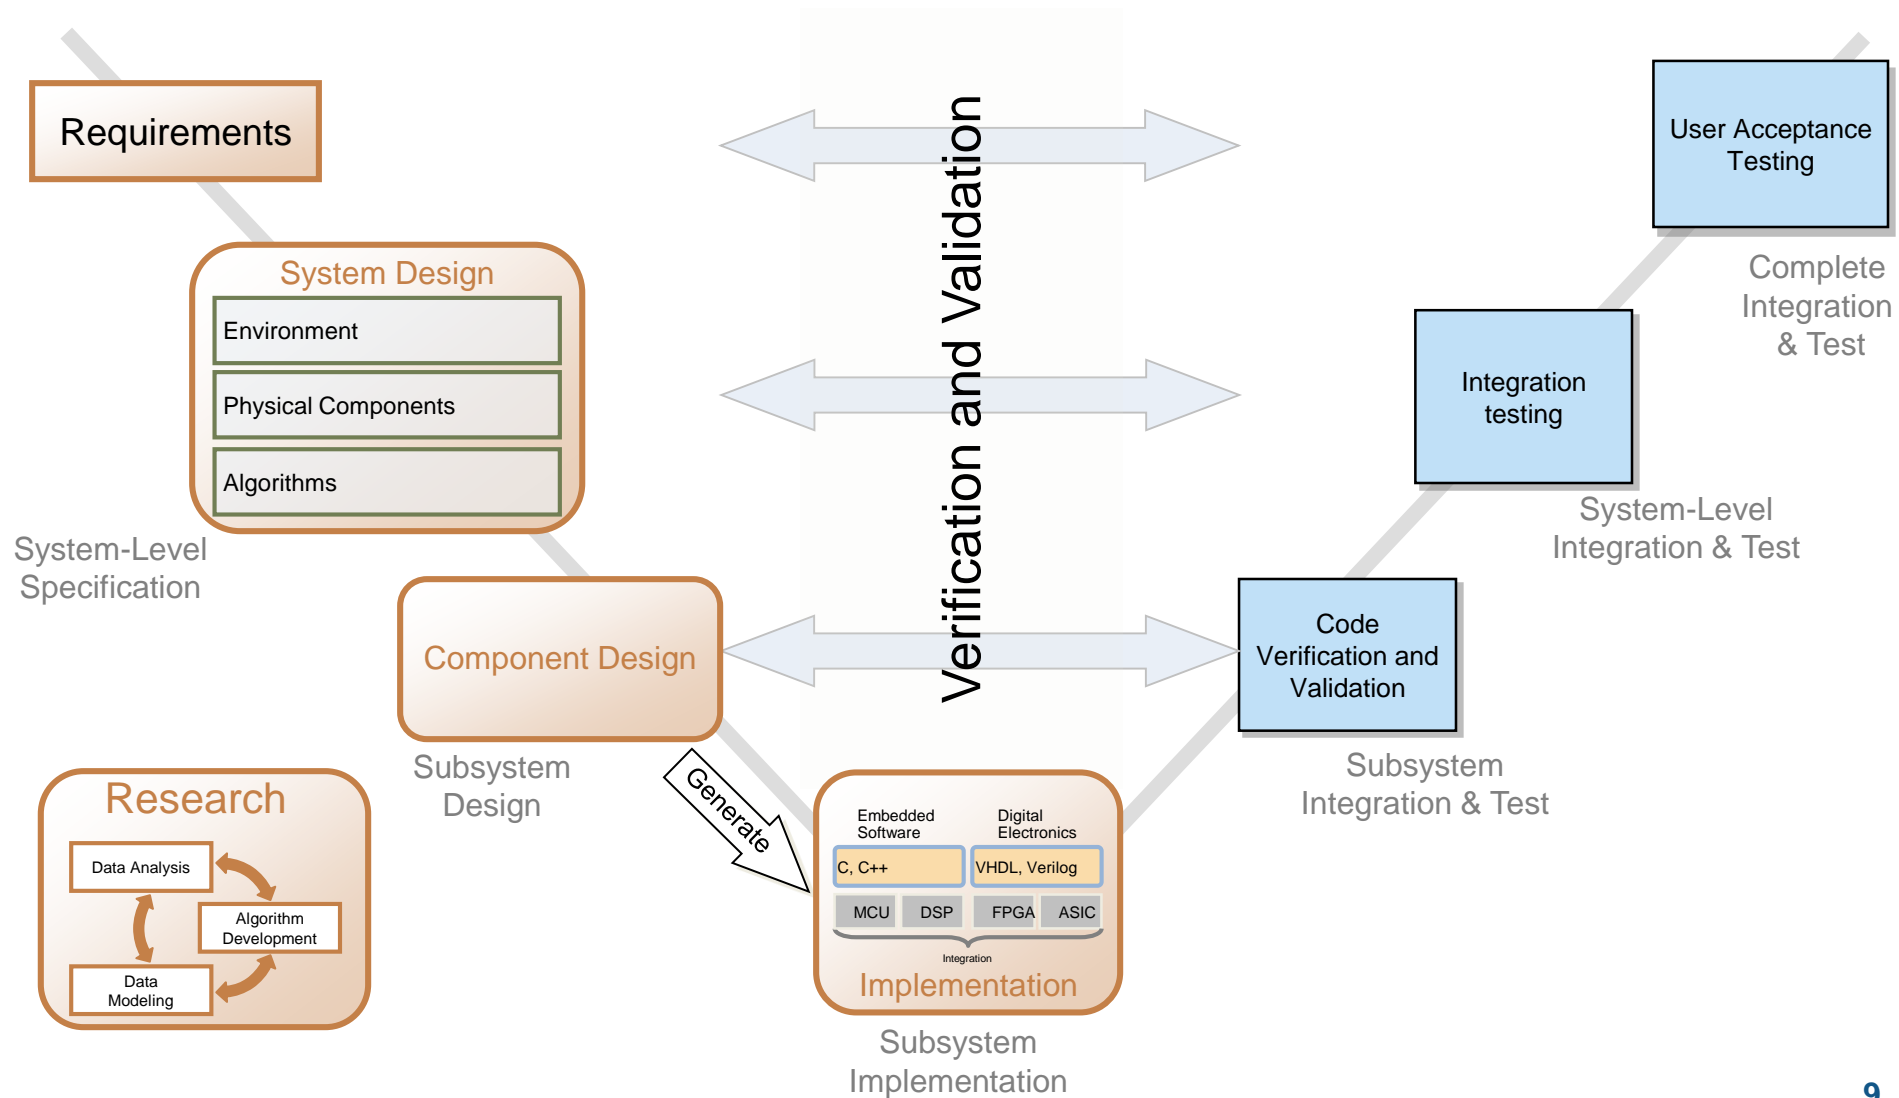 Requirements
System Design
Environment
Physical Components
Algorithms
System-Level
Specification
Component Design
Subsystem
Design
Research
Data Analysis
Algorithm
Development
Data
Modeling
Generate
Verification and Validation
Embedded
Software
Digital
Electronics
C, C++
VHDL, Verilog
MCU
DSP
FPGA
ASIC
Integration
Implementation
Subsystem
Implementation
User Acceptance
Testing
Complete
Integration
& Test
Integration
testing
System-Level
Integration & Test
Code
Verification and
Validation
Subsystem
Integration & Test
9